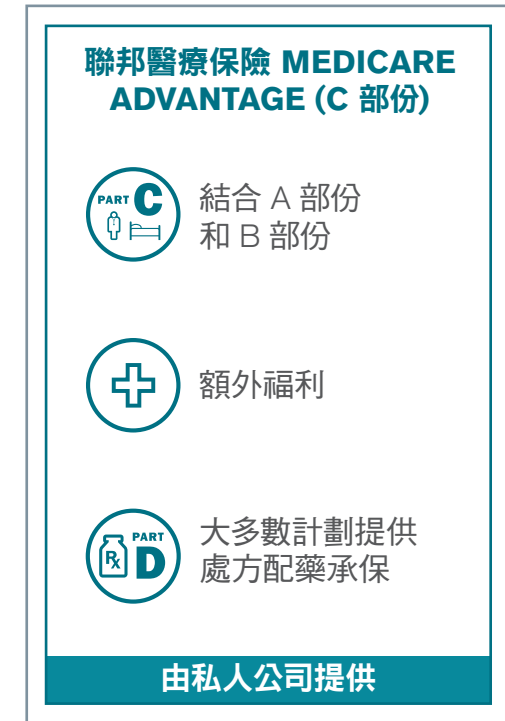 聯邦醫療保險 MEDICARE
ADVANTAGE (C 部份)
PART C
結合 A 部份
和 B 部份
額外福利
PART
Rx D
大多數計劃提供
處方配藥承保
由私人公司提供